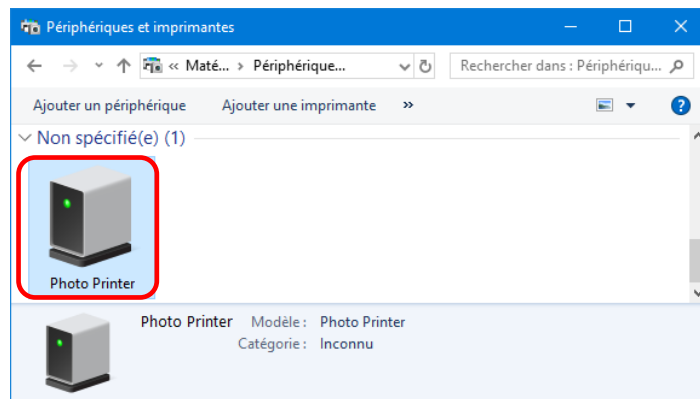 Périphériques et imprimantes
« Maté... › Périphérique...
Rechercher dans : Périphériqu...
Ajouter un périphérique Ajouter une imprimante »
Non spécifié(e) (1)
Photo Printer
Photo Printer Modèle : Photo Printer
Catégorie : Inconnu